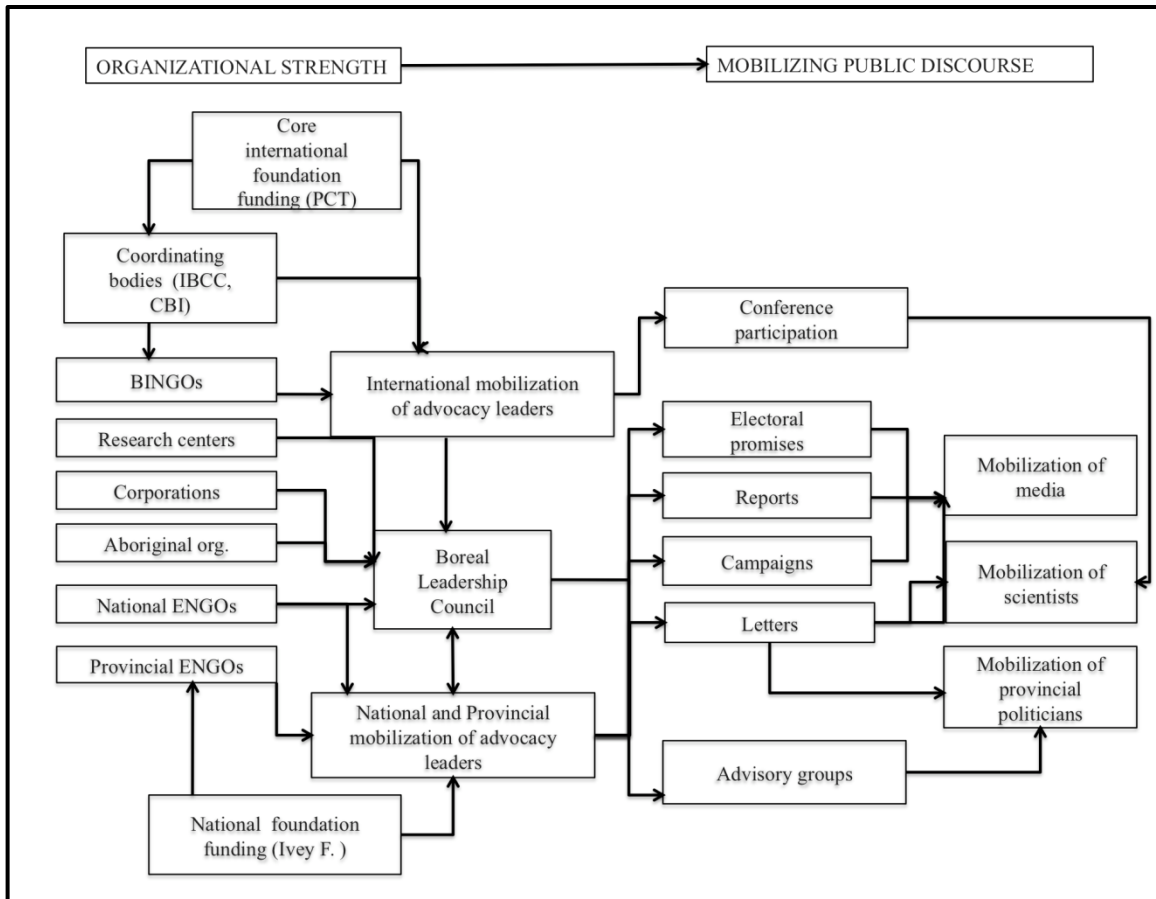 ORGANIZATIONAL STRENGTH
MOBILIZING PUBLIC DISCOURSE
Core
international
foundation
funding (PCT)
Coordinating
bodies (IBCC,
CBI)
BINGOs
Research centers
Corporations
Aboriginal org.
National ENGOs
Provincial ENGOs
National foundation
funding (Ivey F. )
International mobilization
of advocacy leaders
Boreal
Leadership
Council
National and Provincial
mobilization of advocacy
leaders
Conference
participation
Electoral
promises
Reports
Campaigns
Letters
Advisory groups
Mobilization of
media
Mobilization of
scientists
Mobilization of
provincial
politicians